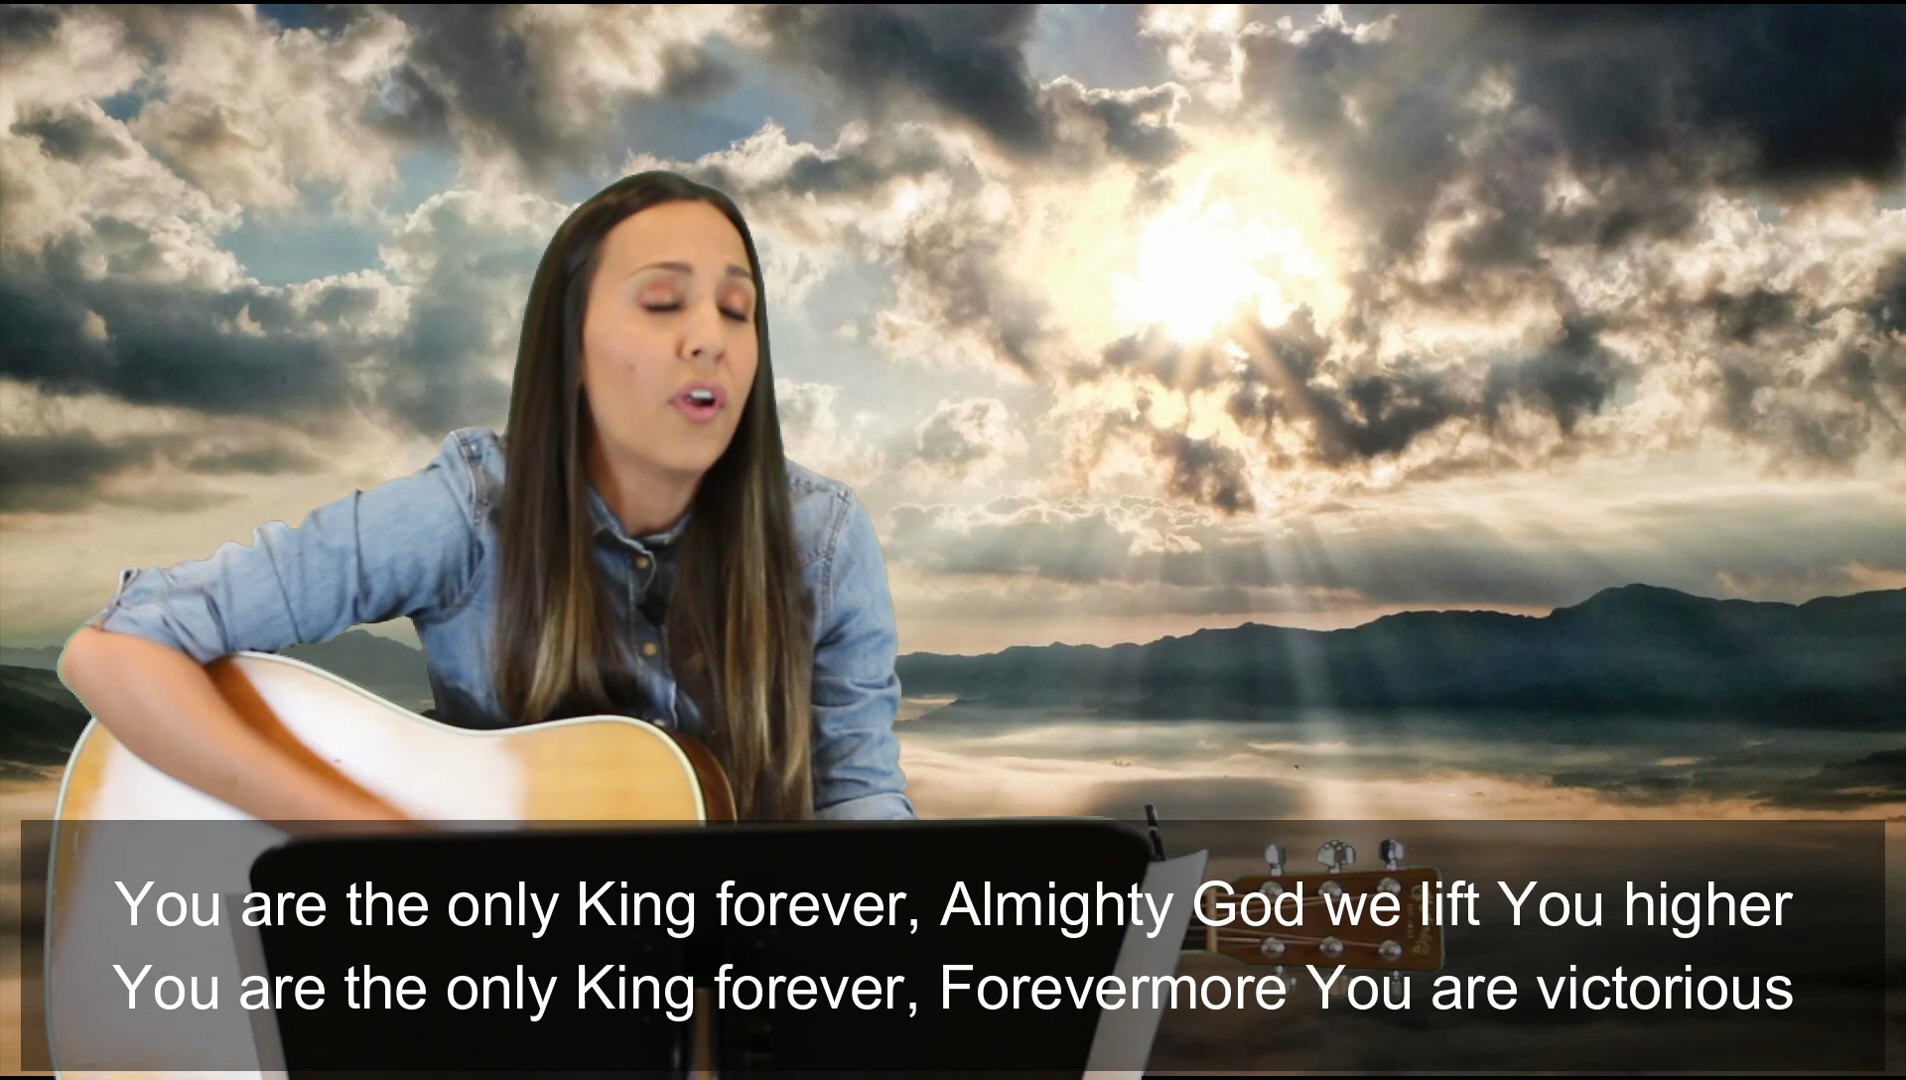 You are the only King forever, Almighty God we lift You higher
You are the only King forever, Forevermore You are victorious